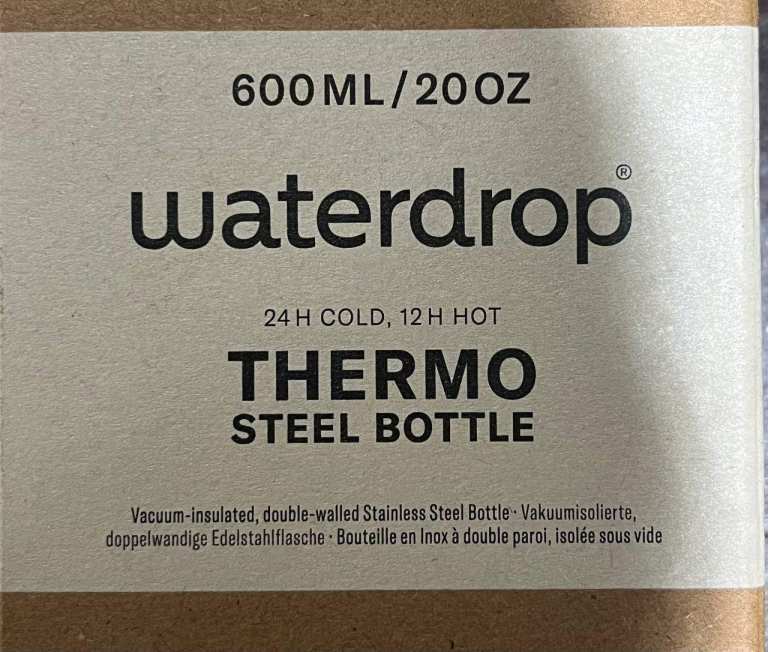 600ML/20OZ
waterdrop®
24H COLD, 12H HOT
THERMO
STEEL BOTTLE
Vacuum-insulated, double-walled Stainless Steel Bottle · Vakuumisolierte,
doppelwandige Edelstahlflasche · Bouteille en Inox à double paroi, isolée sous vide